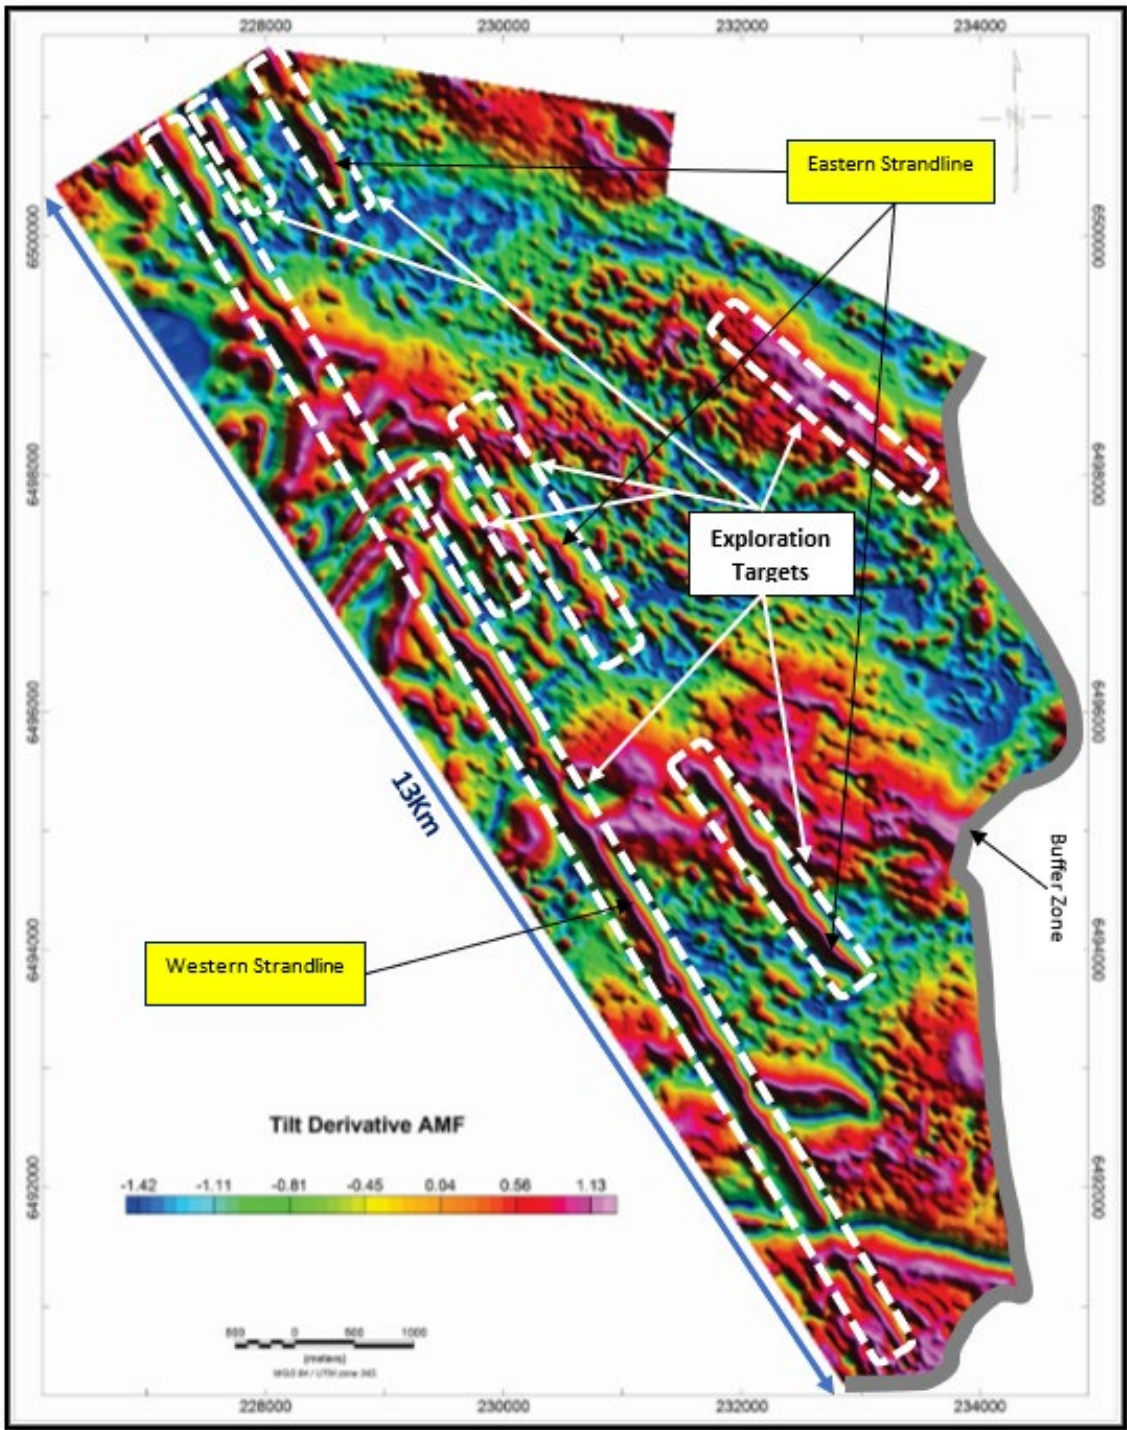 228000 230000 232000 234000
Eastern Strandline
6500000
6500000
6498000
6498000
Exploration
Targets
6496000
6496000
13Km
Buffer Zone
Western Strandline
6494000
6494000
Tilt Derivative AMF
-1.42 -1.11 -0.81 -0.45 0.04 0.56 1.13
6492000
6492000
500 0 500 1000
(meters)
228000 230000 232000 234000